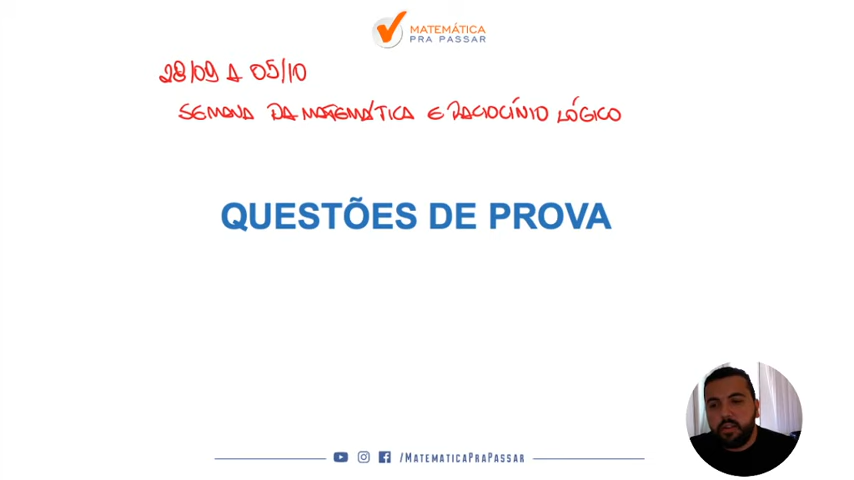 MATEMÁTICA
PRA PASSAR
28/09 A 05/10
SEMANA DA MATEMÁTICA E RACIOCÍNIO LÓGICO
QUESTÕES DE PROVA
/MATEMATICAPRAPASSAR